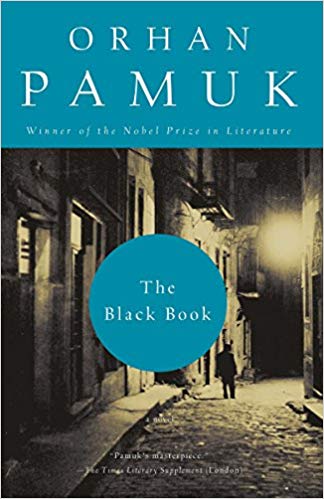 ORHAN
PAMUK
Winner of the Nobel Prize in Literature
The
Black Book
a novel
"Pamuk's masterpiece."
—The Times Literary Supplement (London)